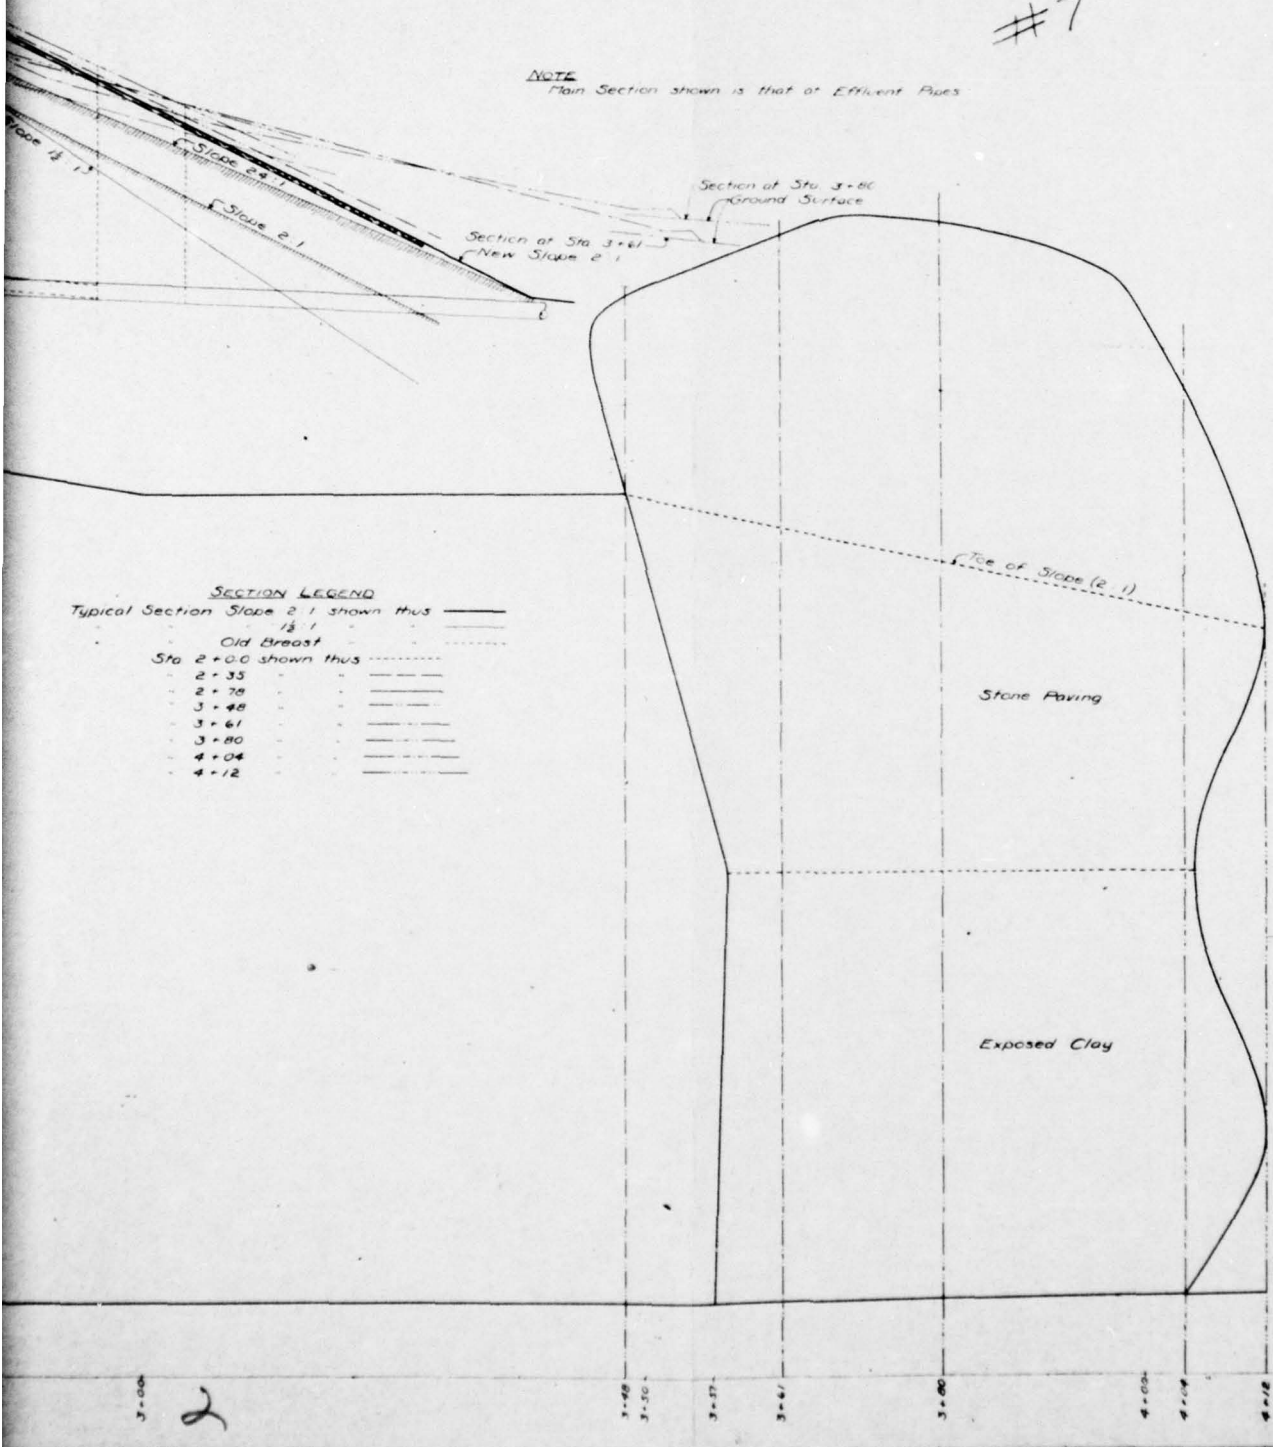 #7
NOTE
Main Section shown is that at Effluent Pipes
Slope 1½:1
Slope 2¼:1
Slope 2:1
Section at Sta. 3+80
Ground Surface
Section at Sta 3+61
New Slope 2:1
Toe of Slope (2:1)
SECTION LEGEND
Typical Section Slope 2:1 shown thus
" " " 1½:1 " "
" Old Breast " "
Sta 2+00 shown thus
" 2+35 " "
" 2+78 " "
" 3+48 " "
" 3+61 " "
" 3+80 " "
" 4+04 " "
" 4+12 " "
Stone Paving
Exposed Clay
3+00
3+48
3+50
3+57
3+61
3+80
4+00
4+04
4+12
2